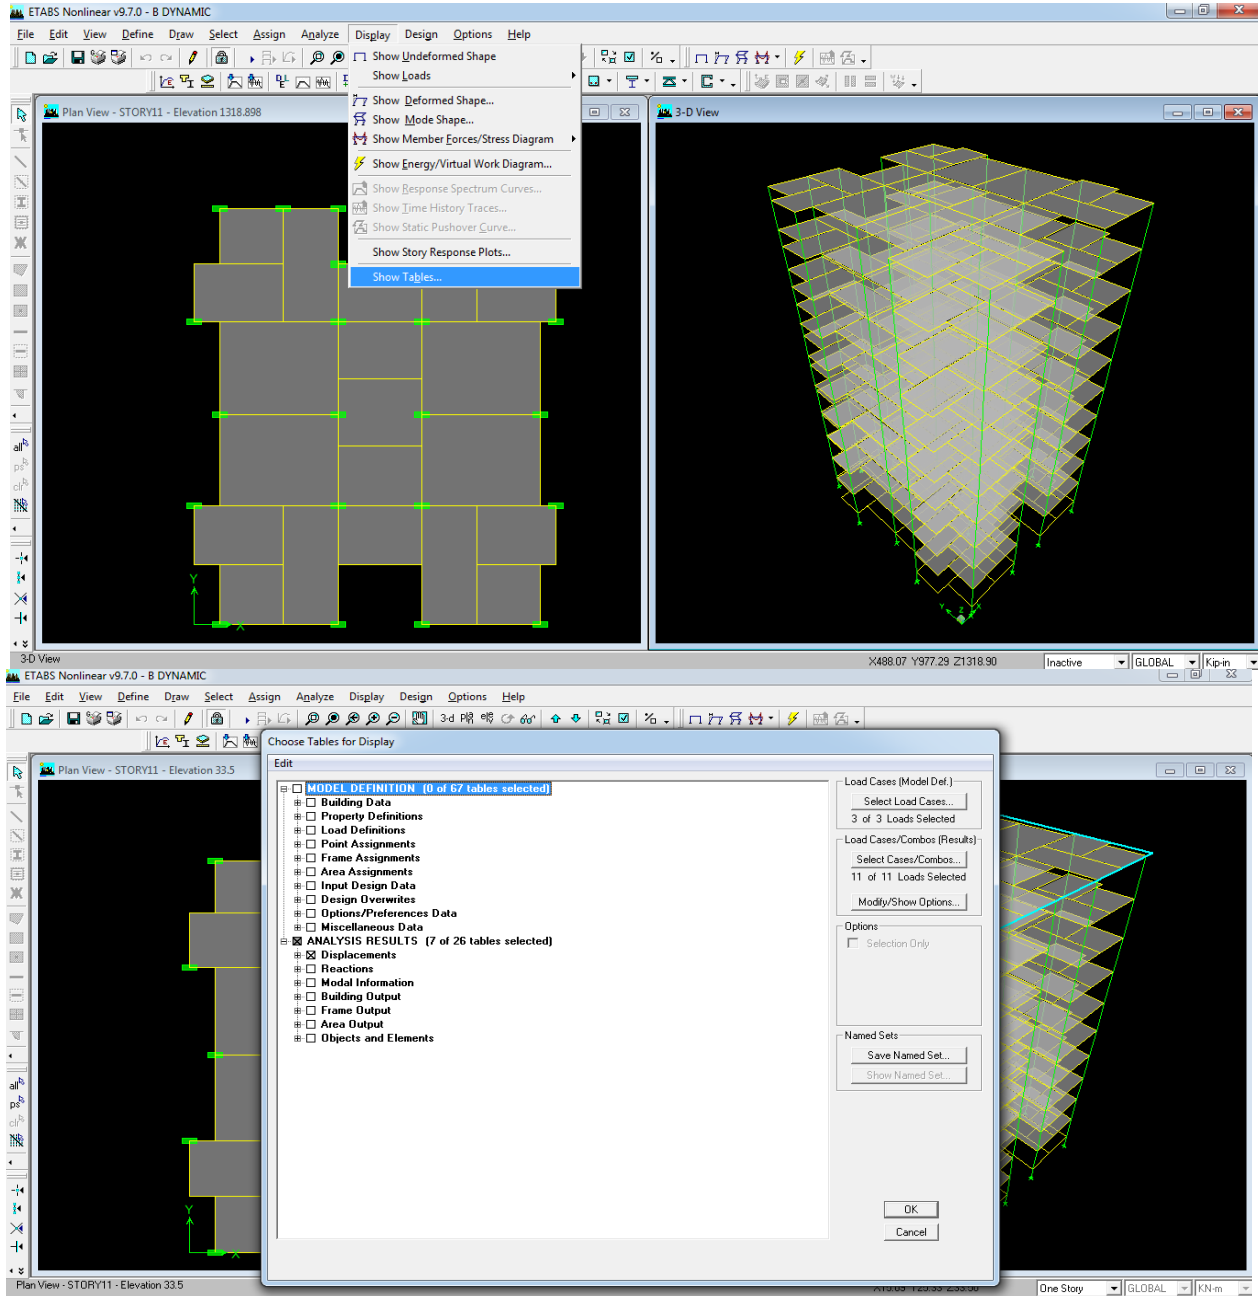 ETABS Nonlinear v9.7.0 - B DYNAMIC
File Edit View Define Draw Select Assign Analyze Display Design Options Help
Show Undeformed Shape
Show Loads
Show Deformed Shape...
Show Mode Shape...
Show Member Forces/Stress Diagram
Show Energy/Virtual Work Diagram...
Show Response Spectrum Curves...
Show Time History Traces...
Show Static Pushover Curve...
Show Story Response Plots...
Show Tables...
Plan View - STORY11 - Elevation 1318.898
3-D View
all
ps
clr
Y
X
Y Z X
3-D View
X488.07 Y977.29 Z1318.90
Inactive
GLOBAL
Kip-in
ETABS Nonlinear v9.7.0 - B DYNAMIC
File Edit View Define Draw Select Assign Analyze Display Design Options Help
3-d
Plan View - STORY11 - Elevation 33.5
Choose Tables for Display
Edit
MODEL DEFINITION (0 of 67 tables selected)
Building Data
Property Definitions
Load Definitions
Point Assignments
Frame Assignments
Area Assignments
Input Design Data
Design Overwrites
Options/Preferences Data
Miscellaneous Data
ANALYSIS RESULTS (7 of 26 tables selected)
Displacements
Reactions
Modal Information
Building Output
Frame Output
Area Output
Objects and Elements
Load Cases (Model Def.)
Select Load Cases...
3 of 3 Loads Selected
Load Cases/Combos (Results)
Select Cases/Combos...
11 of 11 Loads Selected
Modify/Show Options...
Options
Selection Only
Named Sets
Save Named Set...
Show Named Set...
OK
Cancel
all
ps
clr
Y
X
Plan View - STORY11 - Elevation 33.5
One Story
GLOBAL
KN-m